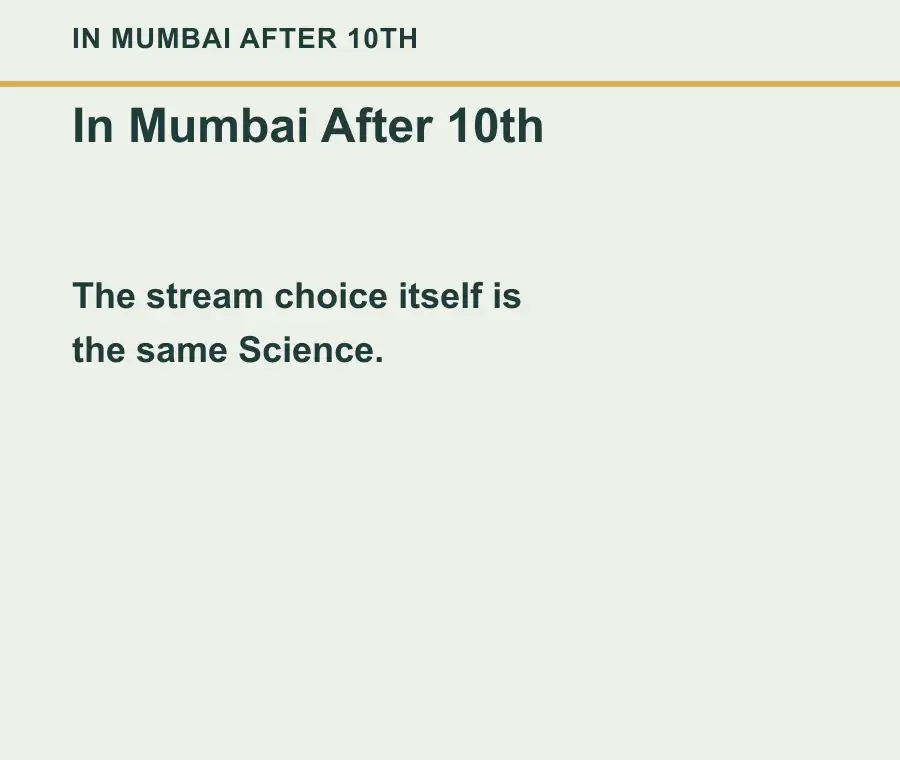 IN MUMBAI AFTER 10TH
In Mumbai After 10th
The stream choice itself is
the same Science.